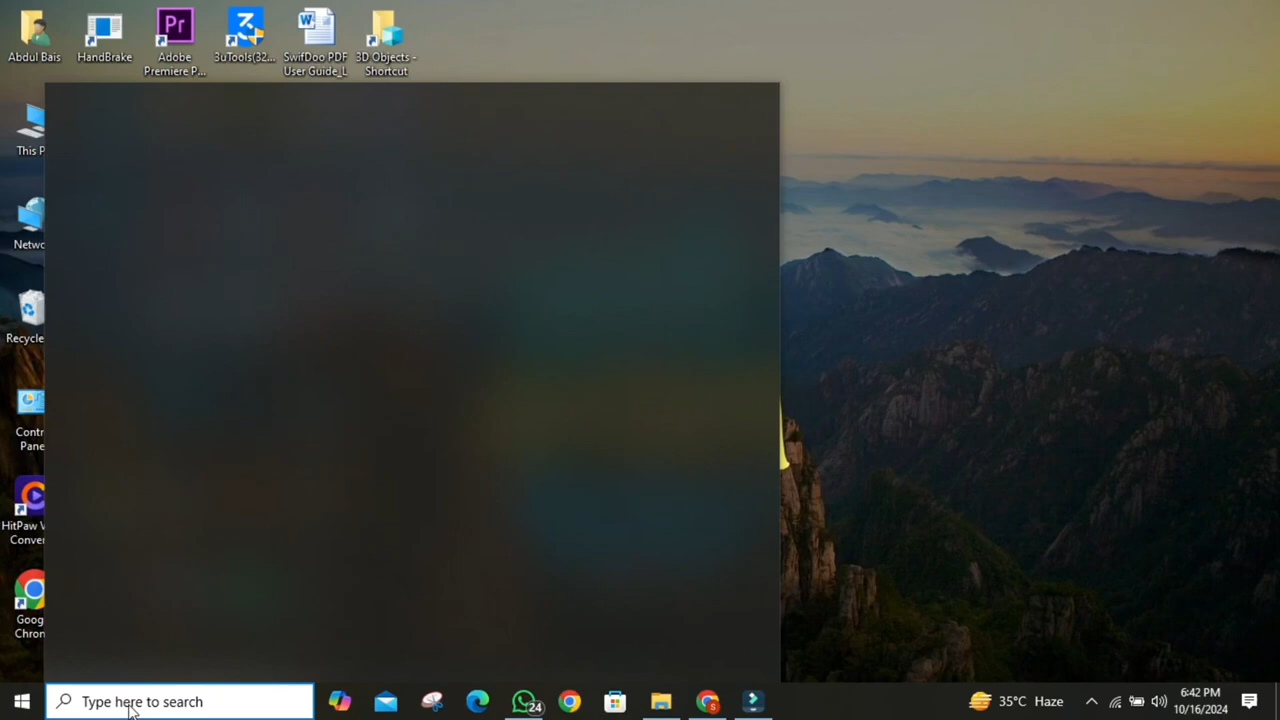 Abdul Bais
HandBrake
Adobe
Premiere P...
3uTools(32...
SwifDoo PDF
User Guide_L
3D Objects -
Shortcut
This P
Netwo
Recycle
Contr
Pane
HitPaw V
Conver
Goog
Chron
Type here to search
24
35°C Haze
6:42 PM
10/16/2024